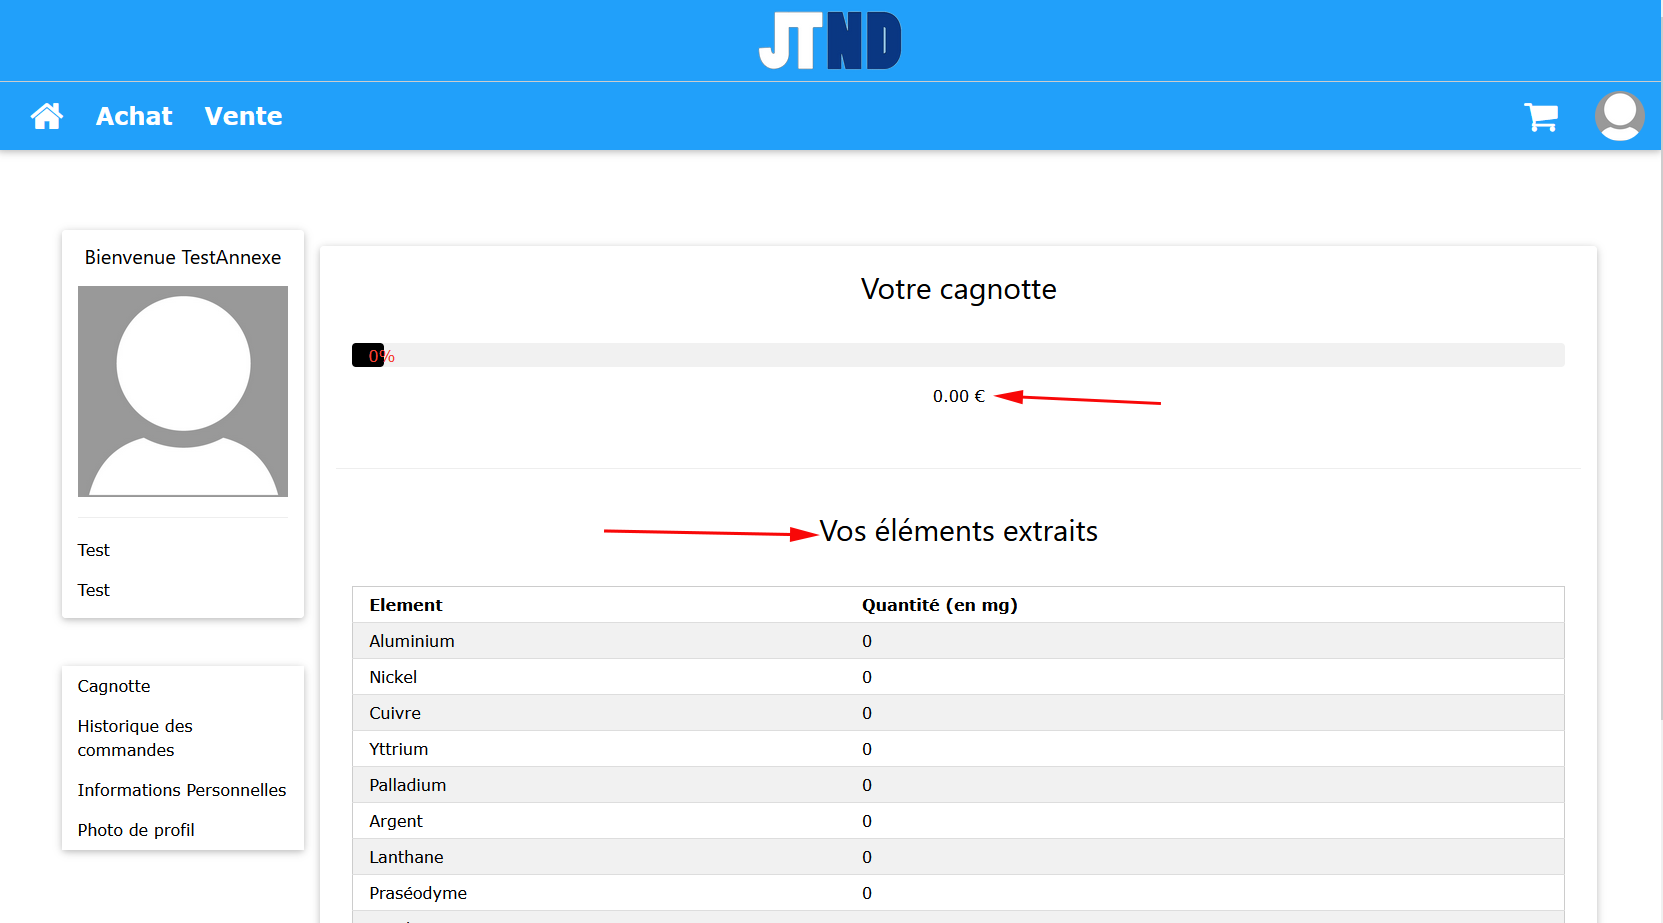 JTND
Achat Vente
Bienvenue TestAnnexe
Test
Test
Cagnotte
Historique des
commandes
Informations Personnelles
Photo de profil
Votre cagnotte
0%
0.00 €
Vos éléments extraits
Element Quantité (en mg)
Aluminium 0
Nickel 0
Cuivre 0
Yttrium 0
Palladium 0
Argent 0
Lanthane 0
Praséodyme 0